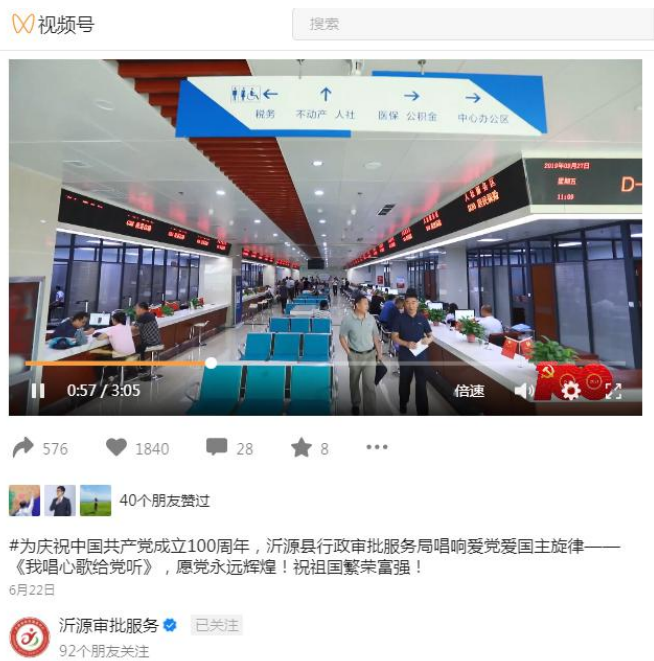 视频号
搜索
税务 不动产 人社 医保 公积金 中心办公区
2019年08月27日
星期五
11:08
D-
0:57 / 3:05
倍速
576 1840 28 8
40个朋友赞过
#为庆祝中国共产党成立100周年，沂源县行政审批服务局唱响爱党爱国主旋律——
《我唱心歌给党听》，愿党永远辉煌！祝祖国繁荣富强！
6月22日
沂源审批服务 已关注
92个朋友关注